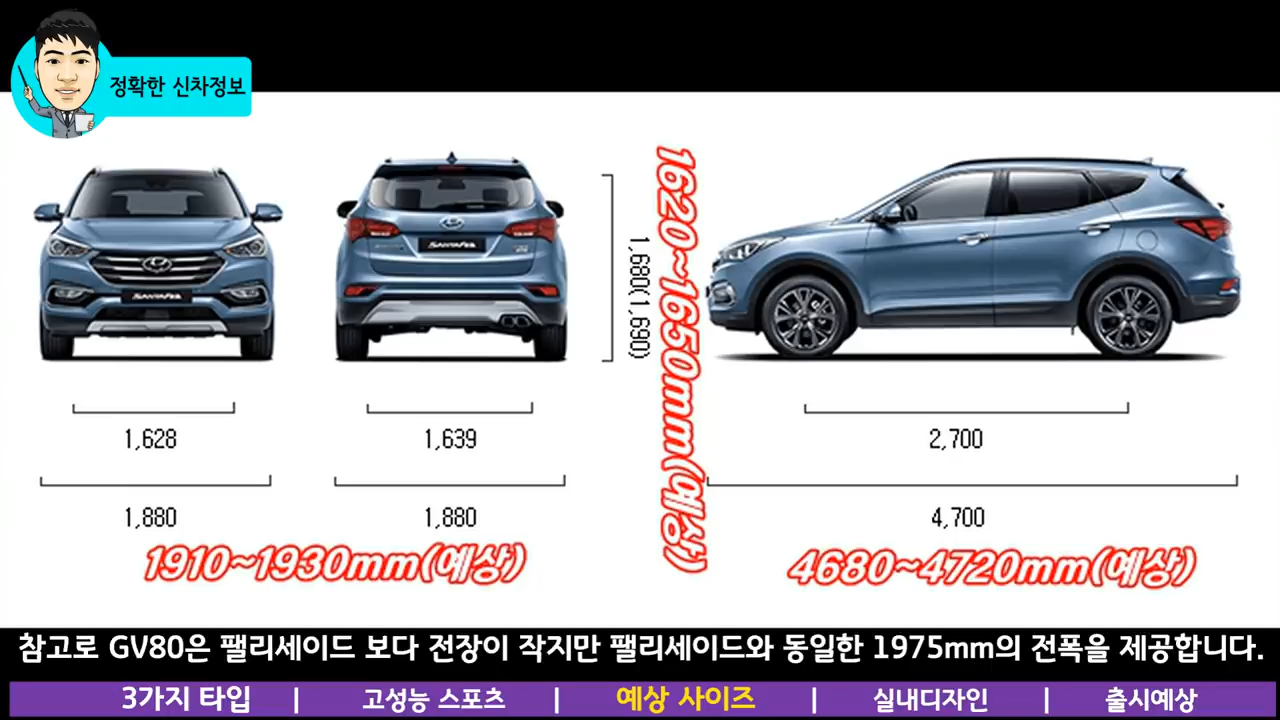 정확한 신차정보
SANTAFE
SANTAFE
1,680(1,690)
1620~1650mm(예상)
1,628
1,639
2,700
1,880
1,880
4,700
1910~1930mm(예상)
4680~4720mm(예상)
참고로 GV80은 팰리세이드 보다 전장이 작지만 팰리세이드와 동일한 1975mm의 전폭을 제공합니다.
3가지 타입 | 고성능 스포츠 | 예상 사이즈 | 실내디자인 | 출시예상